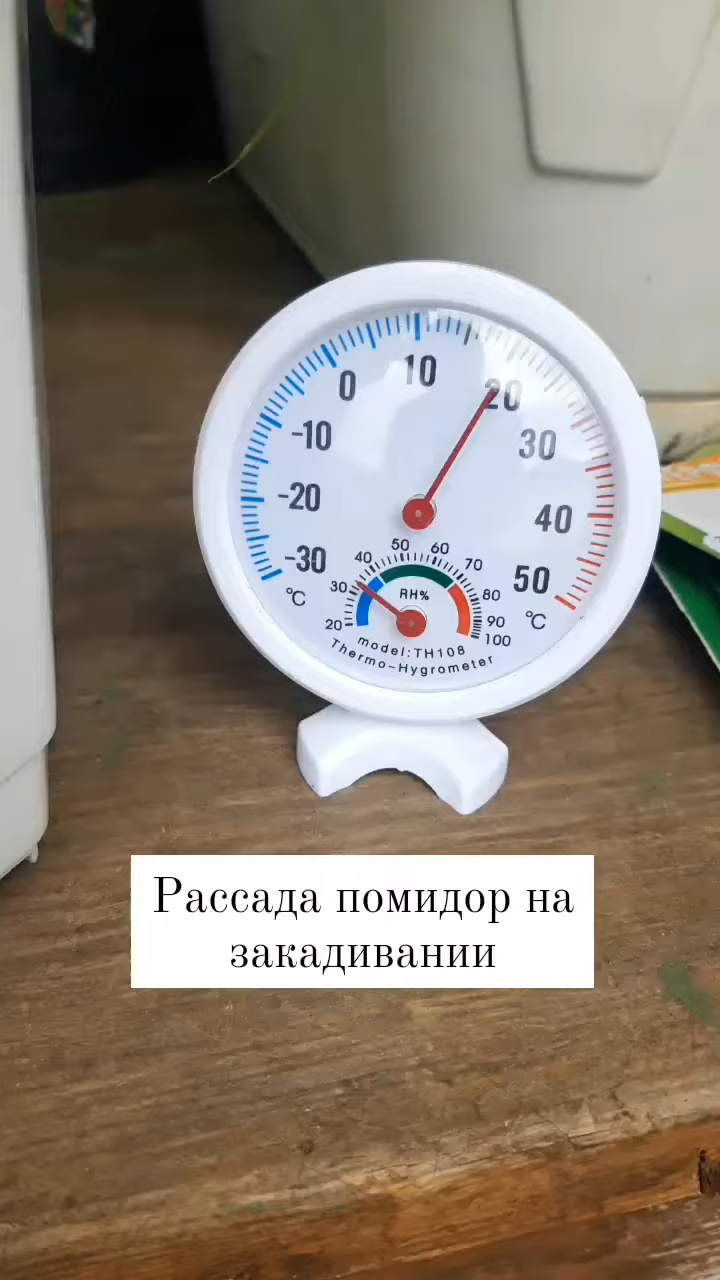 0 10 20
-10 30
-20 40
-30 50
°C °C
20 30 40 50 60 70 80 90 100
RH%
model:TH108
Thermo-Hygrometer
Рассада помидор на
закадивании